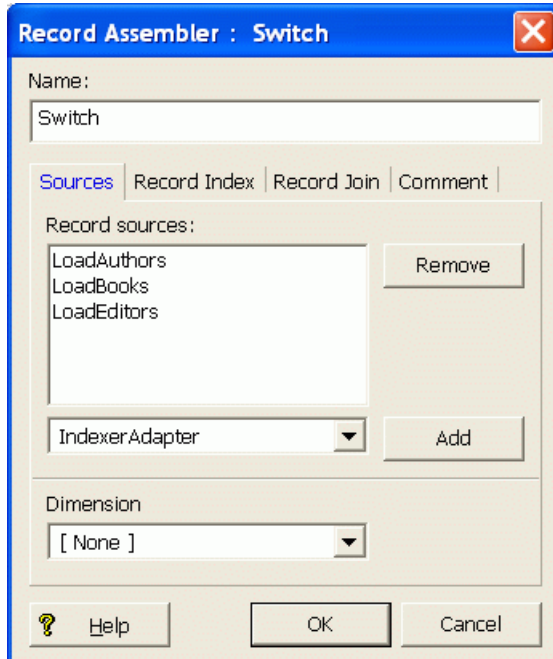 Record Assembler : Switch
Name:
Switch
Sources Record Index Record Join Comment
Record sources:
LoadAuthors
Remove
LoadBooks
LoadEditors
IndexerAdapter
Add
Dimension
[ None ]
? Help OK Cancel